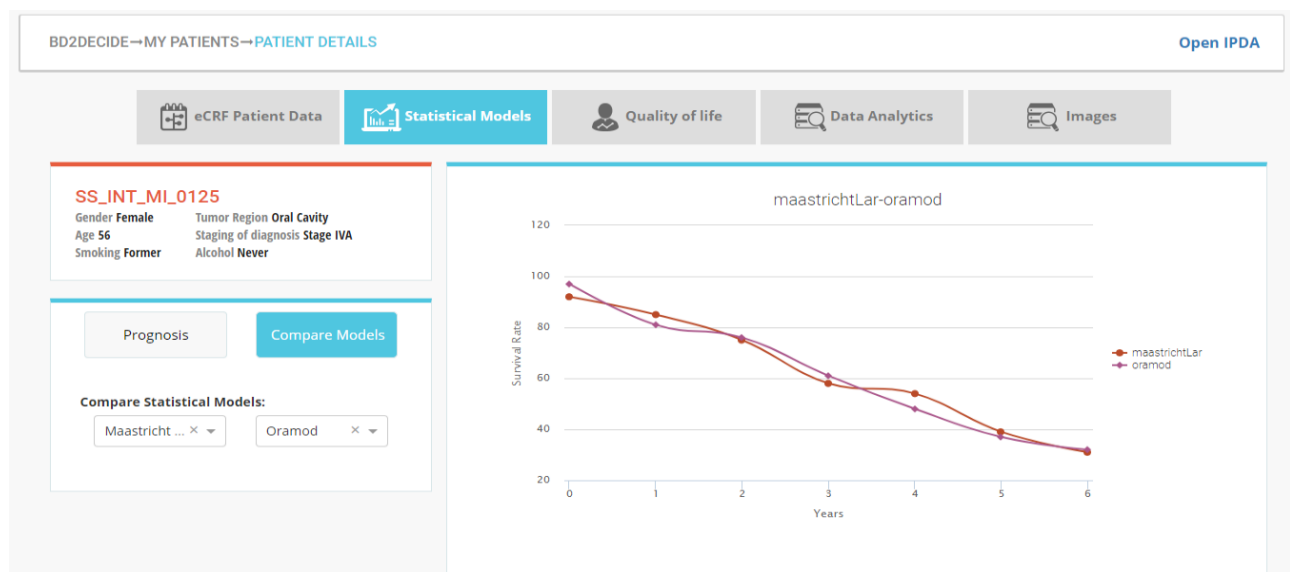 BD2DECIDE→MY PATIENTS→PATIENT DETAILS
Open IPDA
eCRF Patient Data
Statistical Models
Quality of life
Data Analytics
Images
SS_INT_MI_0125
Gender Female Tumor Region Oral Cavity
Age 56 Staging of diagnosis Stage IVA
Smoking Former Alcohol Never
Prognosis
Compare Models
Compare Statistical Models:
Maastricht ... ×
Oramod ×
maastrichtLar-oramod
120
100
80
60
40
20
Survival Rate
0 1 2 3 4 5 6
Years
maastrichtLar
oramod